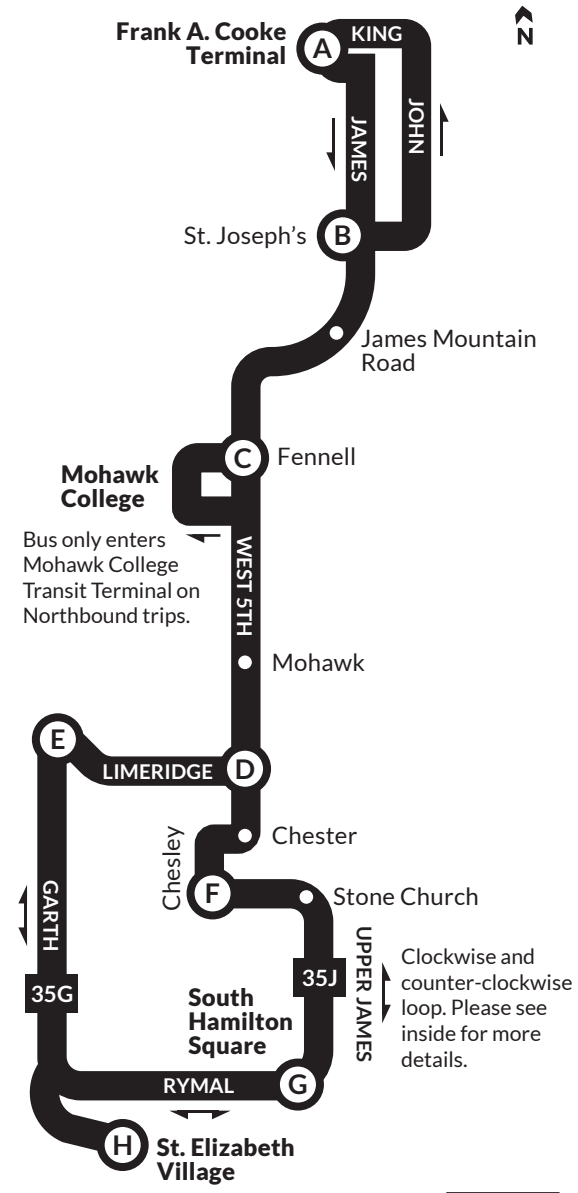 Frank A. Cooke
Terminal
A
KING
N
JAMES
JOHN
St. Joseph's
B
James Mountain
Road
C
Fennell
Mohawk
College
Bus only enters
Mohawk College
Transit Terminal on
Northbound trips.
WEST 5TH
Mohawk
E
LIMERIDGE
D
Chester
Chesley
F
Stone Church
GARTH
35G
35J
UPPER JAMES
Clockwise and
counter-clockwise
loop. Please see
inside for more
details.
South
Hamilton
Square
RYMAL
G
H
St. Elizabeth
Village